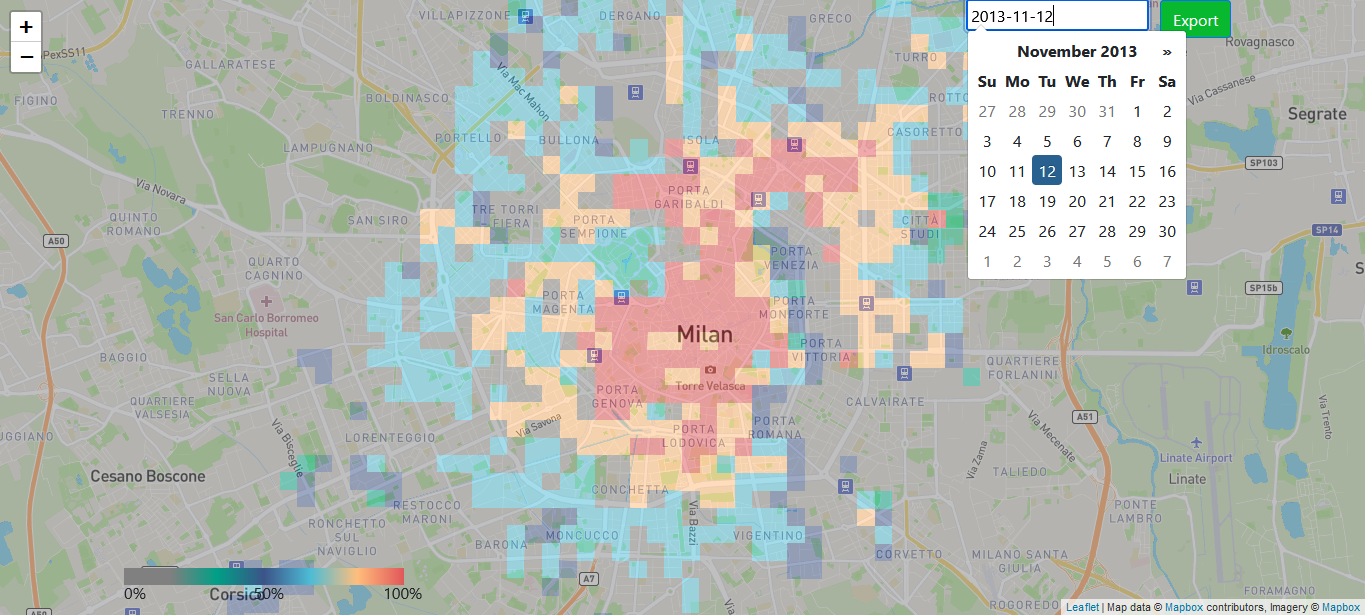 +
−
PexSS11
VILLAPIZZONE
DERGANO
GRECO
2013-11-12
Export
Rovagnasco
November 2013 »
Su Mo Tu We Th Fr Sa
27 28 29 30 31 1 2
3 4 5 6 7 8 9
10 11 12 13 14 15 16
17 18 19 20 21 22 23
24 25 26 27 28 29 30
1 2 3 4 5 6 7
GALLARATESE
TURRO
Via Cassanese
FIGINO
TRENNO
BOLDINASCO
Via Mac Mahon
ROTTO
Segrate
PORTELLO
BULLONA
ISOLA
CASORETTO
LAMPUGNANO
SP103
Via Novara
PORTA
GARIBALDI
QUINTO
ROMANO
SAN SIRO
TRE TORRI
- FIERA
PORTA
SEMPIONE
CITTÀ
STUDI
SP14
A50
QUARTO
CAGNINO
PORTA
VENEZIA
S
SP15b
San Carlo Borromeo
Hospital
PORTA
MAGENTA
PORTA
MONFORTE
Milan
BAGGIO
PORTA
VITTORIA
Idroscalo
QUARTIERE
FORLANINI
SELLA
NUOVA
Torre Velasca
QUARTIERE
VALSESIA
PORTA
GENOVA
CALVAIRATE
A51
Via Trento
UGGIANO
Via Bisceglie
LORENTEGGIO
Via Savona
PORTA
LODOVICA
PORTA
ROMANA
Via Mecenate
Via Zama
Linate Airport
Linate
Cesano Boscone
TALIEDO
CONCHETTA
RESTOCCO
MARONI
Via Bazzi
PONTE
LAMBRO
RONCHETTO
SUL
NAVIGLIO
BARONA
MONCUCCO
VIGENTINO
CORVETTO
MILANO SANTA
GIULIA
A7
0%
Corsico
50%
100%
FORAMAGNO
ROGOREDO
A50
Via
Leaflet | Map data © Mapbox contributors, Imagery © Mapbox